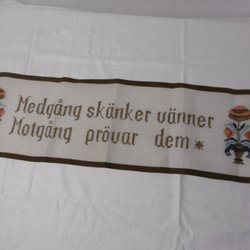 Medgång skänker vänner
Motgång prövar dem *